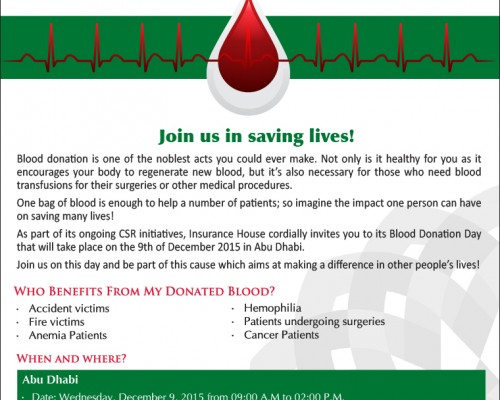 Join us in saving lives!
Blood donation is one of the noblest acts you could ever make. Not only is it healthy for you as it
encourages your body to regenerate new blood, but it's also necessary for those who need blood
transfusions for their surgeries or other medical procedures.
One bag of blood is enough to help a number of patients; so imagine the impact one person can have
on saving many lives!
As part of its ongoing CSR initiatives, Insurance House cordially invites you to its Blood Donation Day
that will take place on the 9th of December 2015 in Abu Dhabi.
Join us on this day and be part of this cause which aims at making a difference in other people's lives!
WHO BENEFITS FROM MY DONATED BLOOD?
· Accident victims
· Fire victims
· Anemia Patients
· Hemophilia
· Patients undergoing surgeries
· Cancer Patients
WHEN AND WHERE?
Abu Dhabi
· Date: Wednesday, December 9, 2015 from 09:00 A.M to 02:00 P.M.